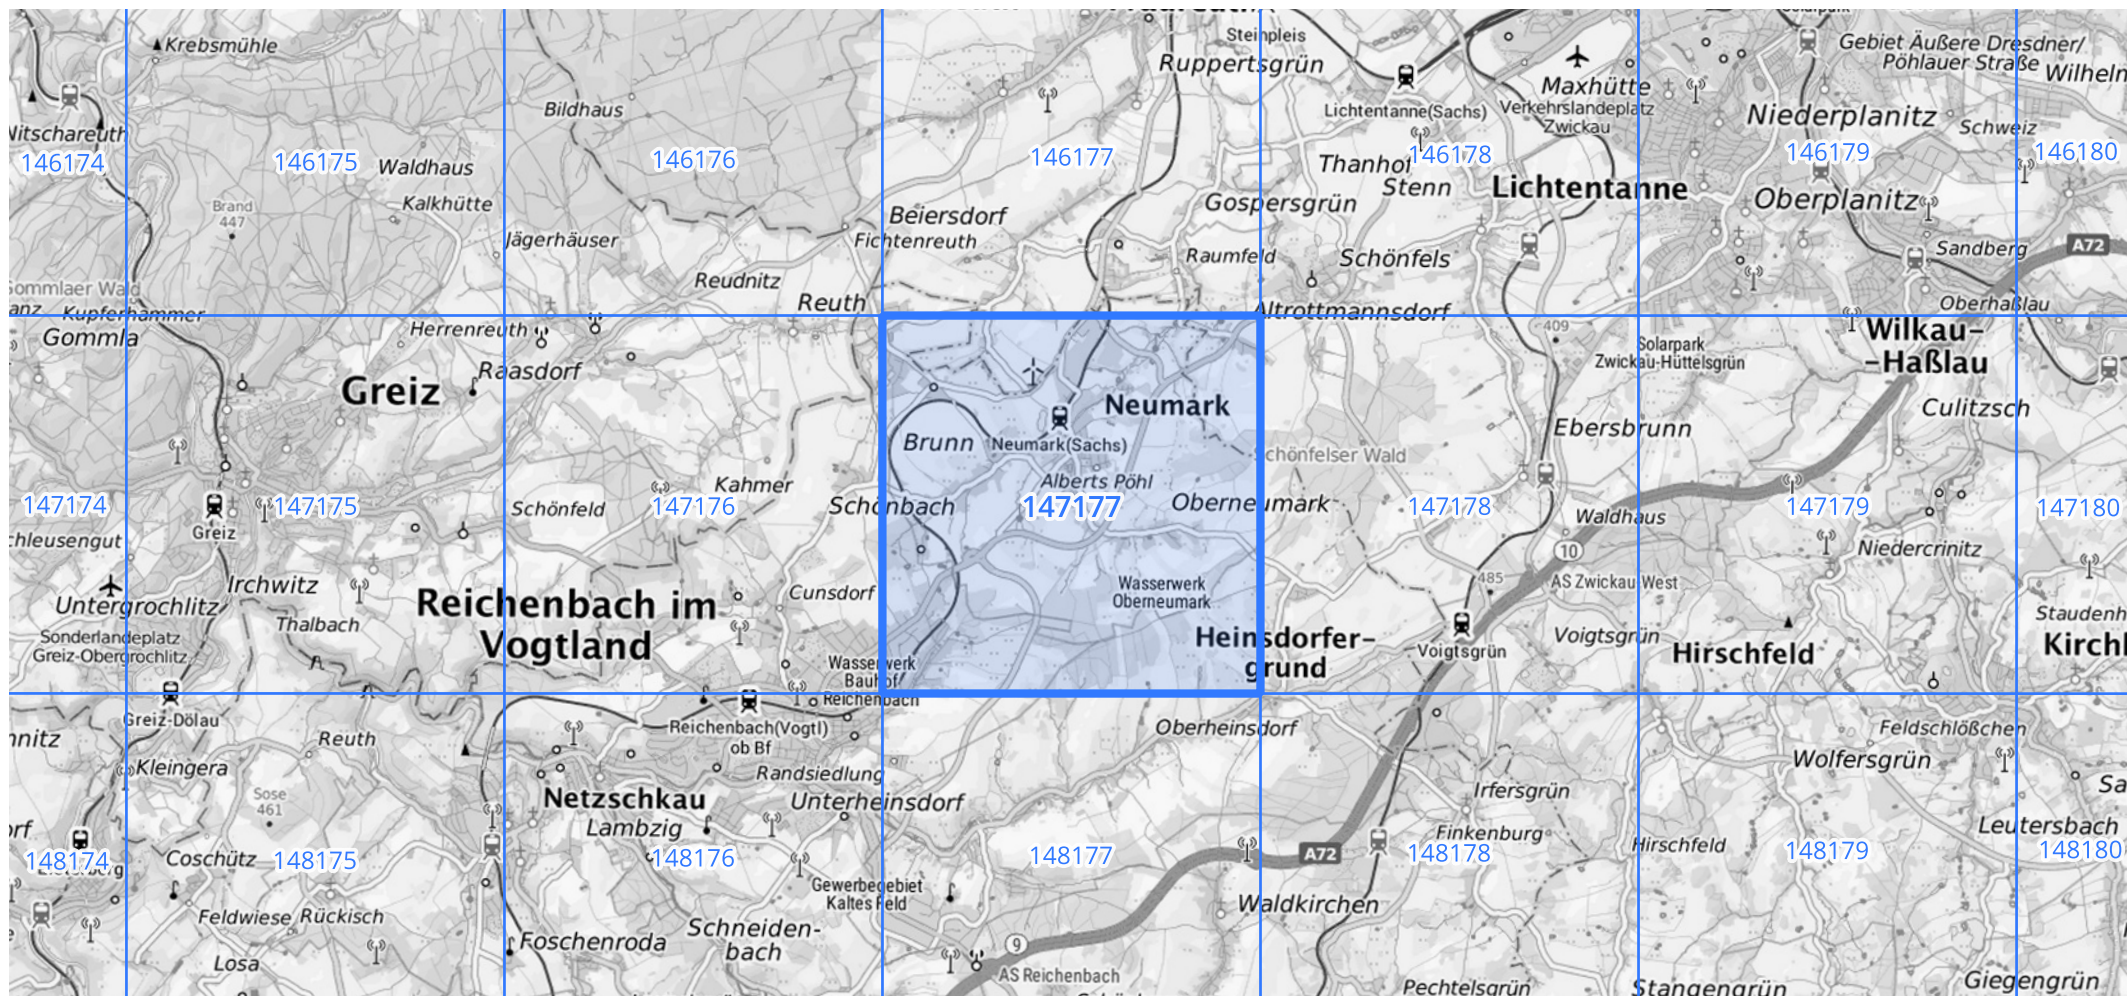 Krebsmühle
Steinpleis
Ruppertsgrün
Gebiet Äußere Dresdner/
Pöhlauer Straße
Wilhelm
Maxhütte
Bildhaus
Lichtentanne(Sachs)
Verkehrslandeplatz
Zwickau
Niederplanitz
Schweiz
Nitschareuth
146174
146175
146176
146177
146178
146179
146180
Waldhaus
Thanhof
Stenn
Lichtentanne
Kalkhütte
Brand
447
Gospersgrün
Oberplanitz
Beiersdorf
Jägerhäuser
Fichtenreuth
Raumfeld
Schönfels
Sandberg
A72
Reudnitz
Reuth
Altrottmannsdorf
Oberhaßlau
Kupferhammer
Gommla
Herrenreuth
409
Solarpark
Zwickau-Hüttelsgrün
Wilkau-
-Haßlau
Raasdorf
Greiz
Neumark
Culitzsch
Brunn
Neumark(Sachs)
Ebersbrunn
Schönfelser Wald
Kahmer
Alberts Pöhl
Schönfeld
Schönbach
Oberneumark
147174
147175
147176
147177
147178
147179
147180
Greiz
Waldhaus
chleusengut
10
Niedercrinitz
Irchwitz
485
AS Zwickau-West
Untergrochlitz
Reichenbach im
Vogtland
Cunsdorf
Wasserwerk
Oberneumark
Thalbach
Staudenh
Sonderlandeplatz
Greiz-Obergrochlitz
Heinsdorfer-
grund
Voigtsgrün
Voigtsgrün
Hirschfeld
Kirchl
Wasserwerk
Bauhof
Reichenbach
Greiz-Dölau
Reichenbach(Vogtl)
ob Bf
Oberheinsdorf
Feldschlößchen
nnitz
Reuth
Kleingera
Randsiedlung
Wolfersgrün
Sose
461
Netzschkau
Unterheinsdorf
Irfersgrün
Sa
Lambzig
Finkenburg
Leutersbach
orf
Coschütz
Hirschfeld
148174
148175
148176
148177
A72
148178
148179
148180
Gewerbegebiet
Kaltes Feld
Waldkirchen
Feldwiese
Rückisch
Schneiden-
bach
Foschenroda
9
Losa
AS Reichenbach
Pechtelsgrün
Stangengrün
Giegengrün